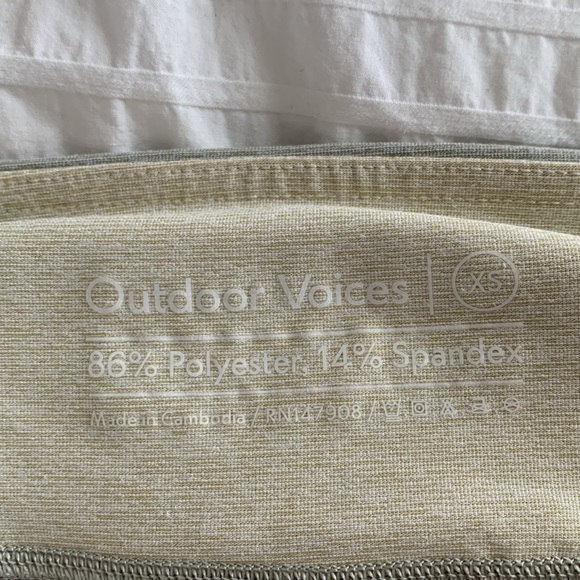 Outdoor Voices | XS
86% Polyester, 14% Spandex
Made in Cambodia / RN147908 /